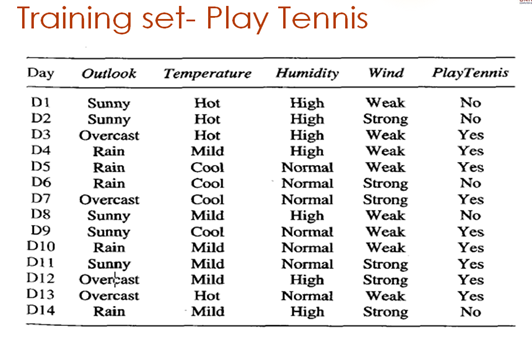 Training set- Play Tennis
Day Outlook Temperature Humidity Wind PlayTennis
D1 Sunny Hot High Weak No
D2 Sunny Hot High Strong No
D3 Overcast Hot High Weak Yes
D4 Rain Mild High Weak Yes
D5 Rain Cool Normal Weak Yes
D6 Rain Cool Normal Strong No
D7 Overcast Cool Normal Strong Yes
D8 Sunny Mild High Weak No
D9 Sunny Cool Normal Weak Yes
D10 Rain Mild Normal Weak Yes
D11 Sunny Mild Normal Strong Yes
D12 Overcast Mild High Strong Yes
D13 Overcast Hot Normal Weak Yes
D14 Rain Mild High Strong No